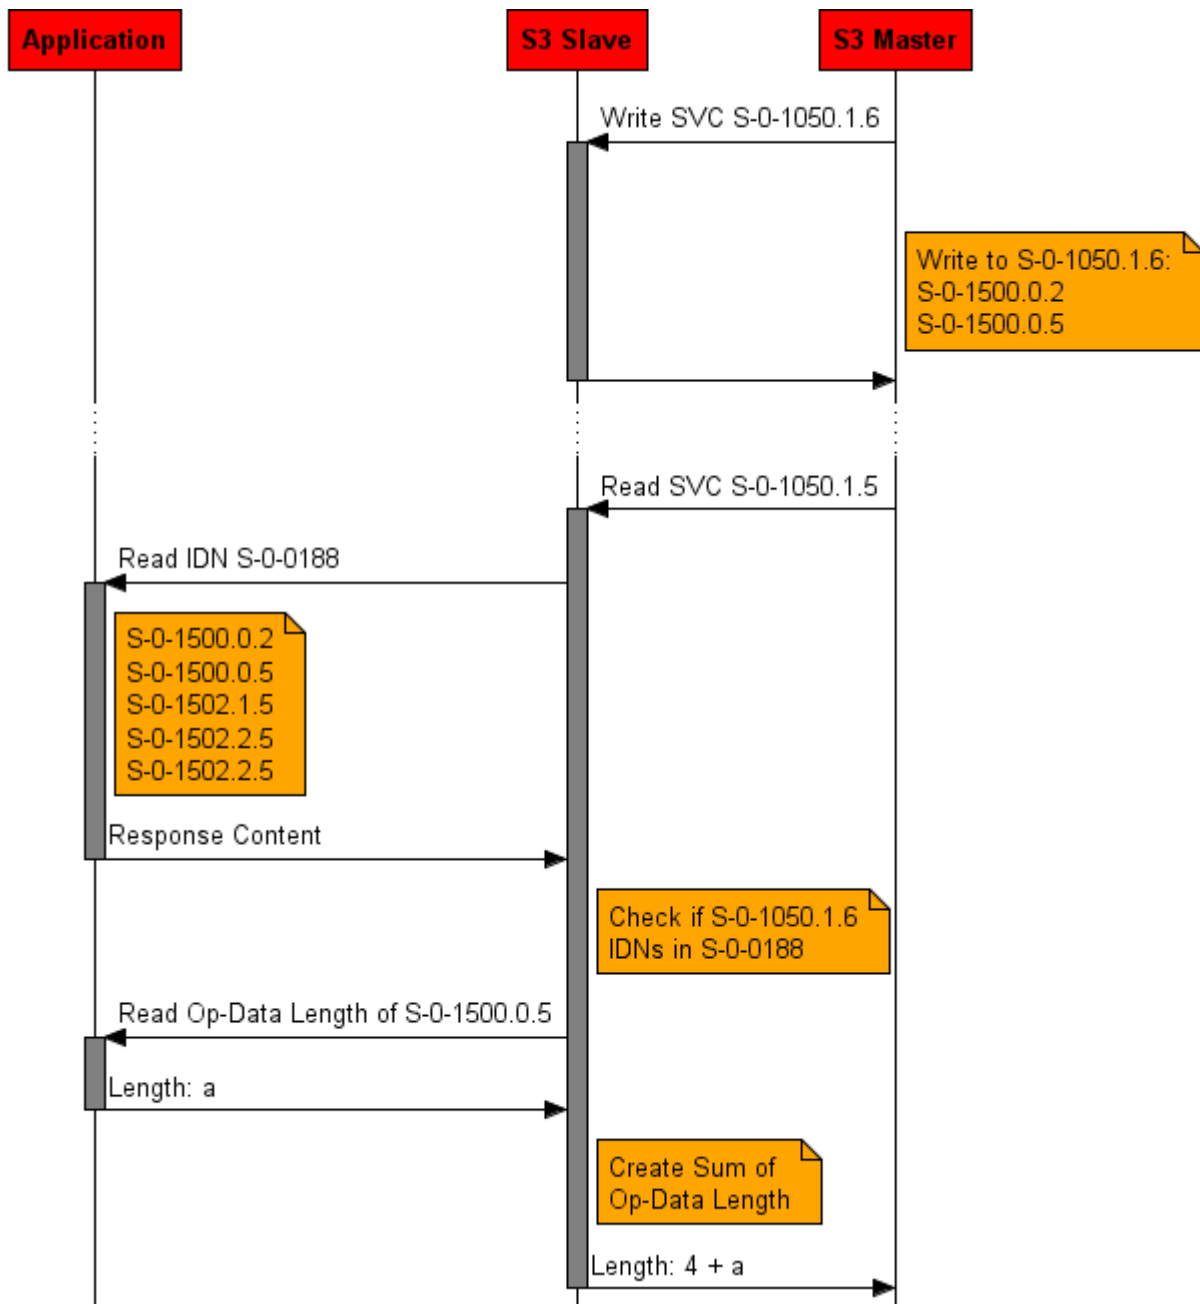 Application
S3 Slave
S3 Master
Write SVC S-0-1050.1.6
Write to S-0-1050.1.6:
S-0-1500.0.2
S-0-1500.0.5
Read SVC S-0-1050.1.5
Read IDN S-0-0188
S-0-1500.0.2
S-0-1500.0.5
S-0-1502.1.5
S-0-1502.2.5
S-0-1502.2.5
Response Content
Check if S-0-1050.1.6
IDNs in S-0-0188
Read Op-Data Length of S-0-1500.0.5
Length: a
Create Sum of
Op-Data Length
Length: 4 + a